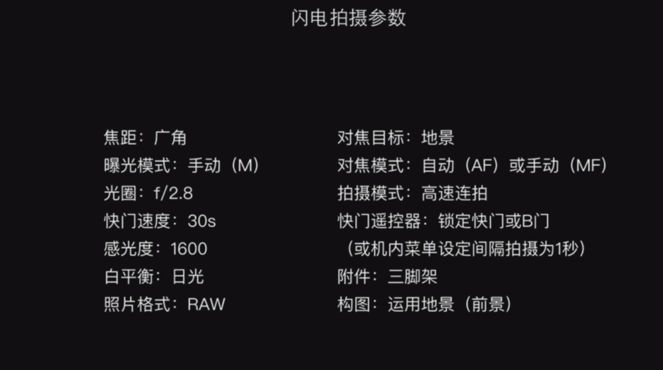 闪电拍摄参数
焦距：广角
曝光模式：手动（M）
光圈：f/2.8
快门速度：30s
感光度：1600
白平衡：日光
照片格式：RAW
对焦目标：地景
对焦模式：自动（AF）或手动（MF）
拍摄模式：高速连拍
快门遥控器：锁定快门或B门
（或机内菜单设定间隔拍摄为1秒）
附件：三脚架
构图：运用地景（前景）